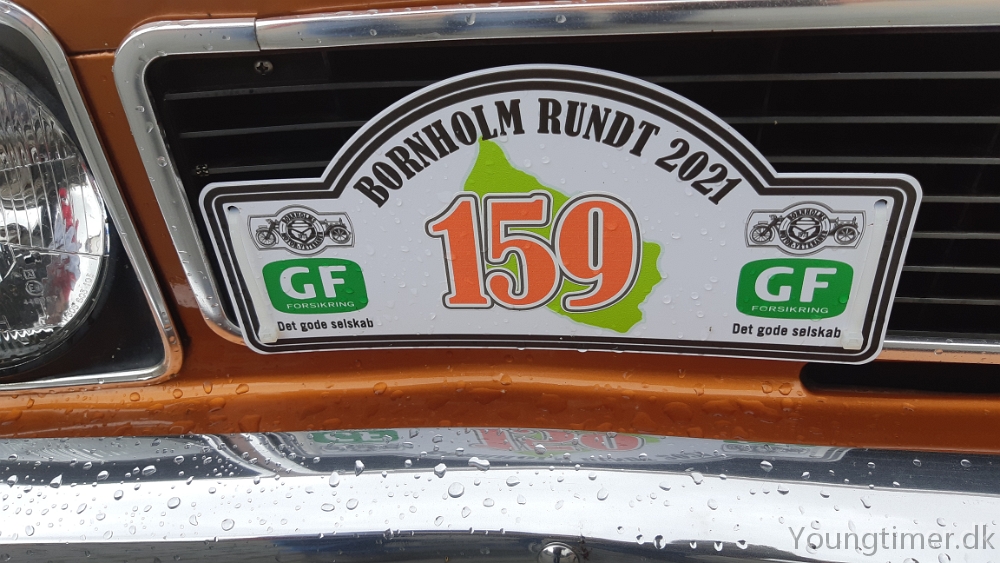 BORNHOLM RUNDT 2021
159
GF
FORSIKRING
Det gode selskab
GF
FORSIKRING
Det gode selskab
Youngtimer.dk